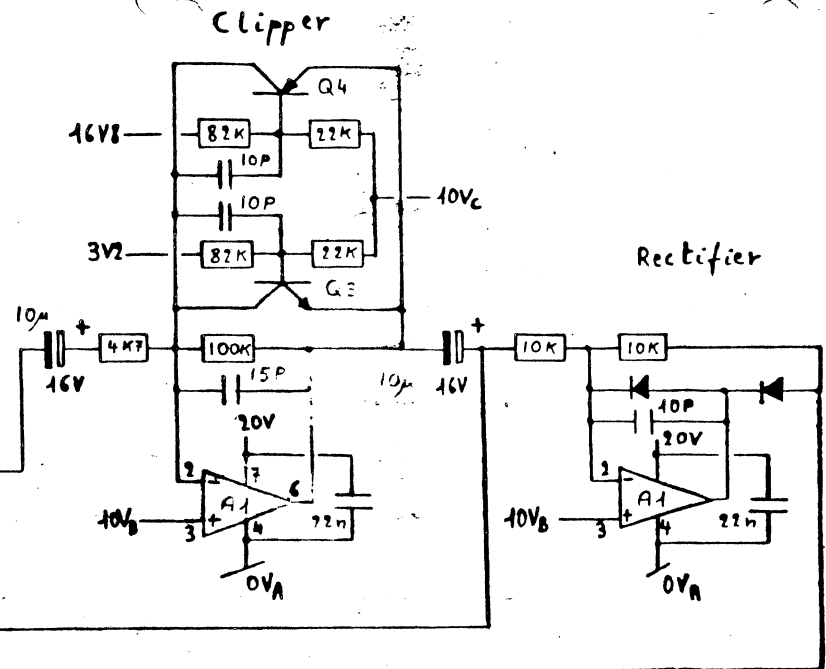 Clipper
Q4
16V8
82K
22K
10P
10Vc
10P
3V2
82K
22K
Q3
Rectifier
10µ
+
4K7
16V
100K
15P
10µ
+
16V
10K
10K
10P
20V
2
-
7
A1
6
10VB
+
3
4
22n
0VA
20V
2
-
A1
10VB
+
3
4
22n
0VA